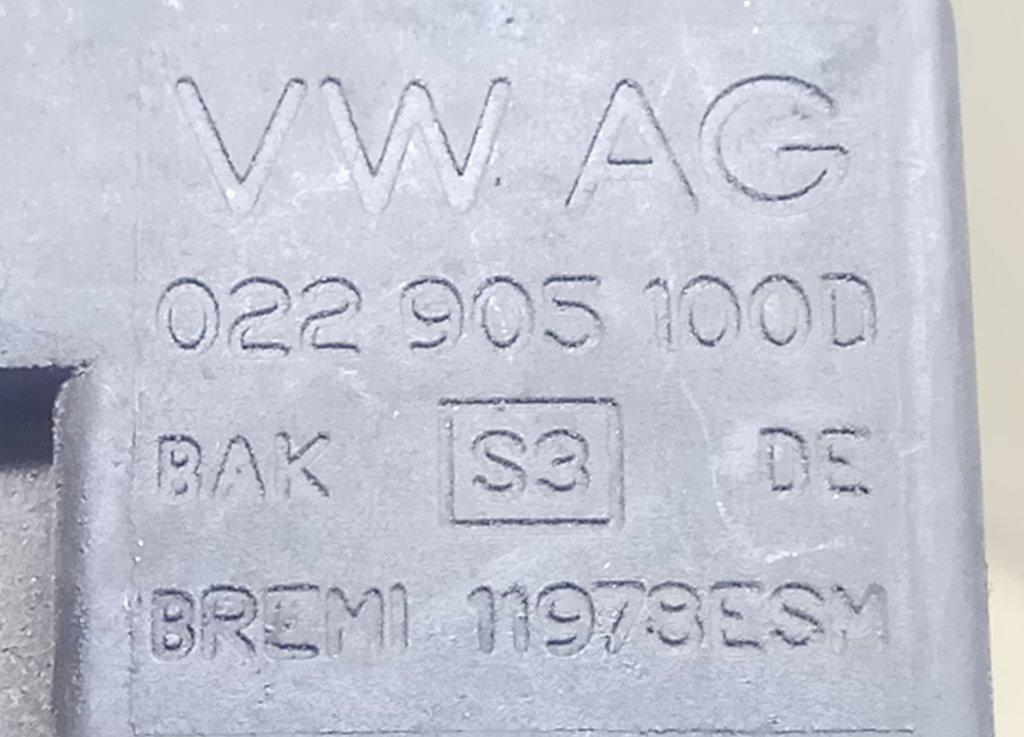 VW AG
022 905 100D
BAK S3 DE
BREMI 11978ESM